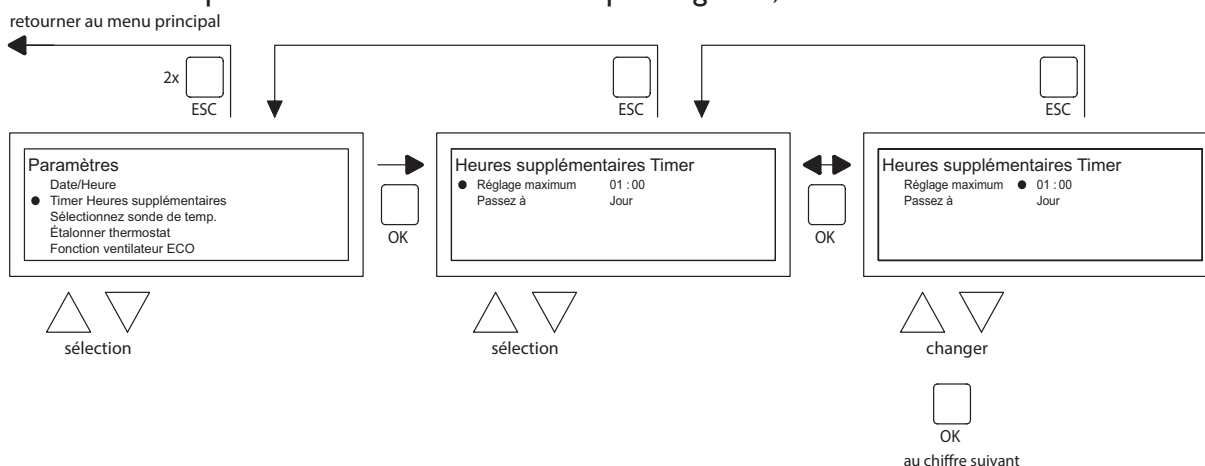 retourner au menu principal
2x
ESC
ESC
ESC
Paramètres
Date/Heure
● Timer Heures supplémentaires
Sélectionnez sonde de temp.
Étalonner thermostat
Fonction ventilateur ECO
OK
Heures supplémentaires Timer
● Réglage maximum 01 : 00
Passez à Jour
OK
Heures supplémentaires Timer
Réglage maximum ● 01 : 00
Passez à Jour
sélection
sélection
changer
OK
au chiffre suivant